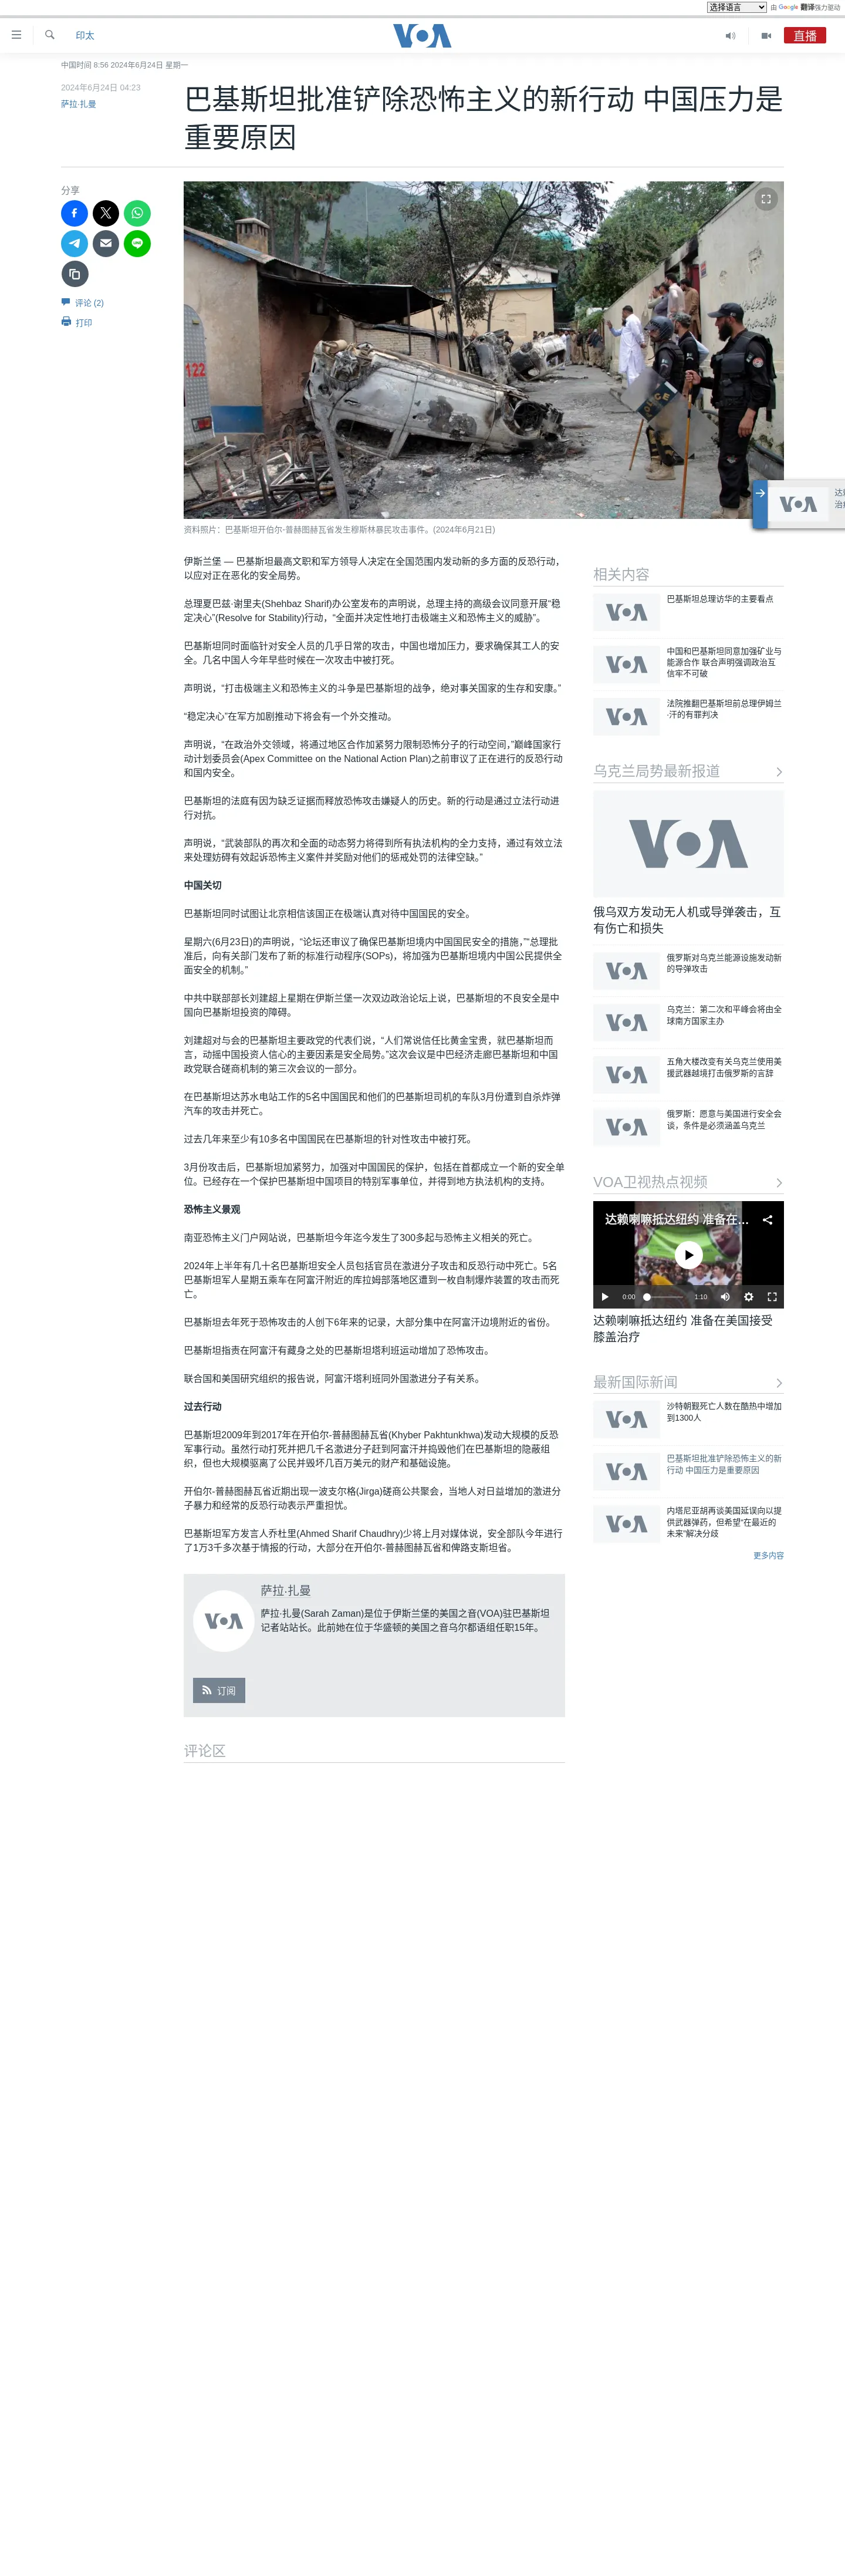 选择语言 由 Google 翻译强力驱动
印太
VOA
直播
中国时间 8:56 2024年6月24日 星期一
2024年6月24日 04:23
萨拉·扎曼
巴基斯坦批准铲除恐怖主义的新行动 中国压力是
重要原因
分享
评论 (2)
打印
122
POLICE
资料照片：巴基斯坦开伯尔-普赫图赫瓦省发生穆斯林暴民攻击事件。(2024年6月21日)
伊斯兰堡 — 巴基斯坦最高文职和军方领导人决定在全国范围内发动新的多方面的反恐行动，
以应对正在恶化的安全局势。
总理夏巴兹·谢里夫(Shehbaz Sharif)办公室发布的声明说，总理主持的高级会议同意开展“稳
定决心”(Resolve for Stability)行动，“全面并决定性地打击极端主义和恐怖主义的威胁”。
巴基斯坦同时面临针对安全人员的几乎日常的攻击，中国也增加压力，要求确保其工人的安
全。几名中国人今年早些时候在一次攻击中被打死。
声明说，“打击极端主义和恐怖主义的斗争是巴基斯坦的战争，绝对事关国家的生存和安康。”
“稳定决心”在军方加剧推动下将会有一个外交推动。
声明说，“在政治外交领域，将通过地区合作加紧努力限制恐怖分子的行动空间，”巅峰国家行
动计划委员会(Apex Committee on the National Action Plan)之前审议了正在进行的反恐行动
和国内安全。
巴基斯坦的法庭有因为缺乏证据而释放恐怖攻击嫌疑人的历史。新的行动是通过立法行动进
行对抗。
声明说，“武装部队的再次和全面的动态努力将得到所有执法机构的全力支持，通过有效立法
来处理妨碍有效起诉恐怖主义案件并奖励对他们的惩戒处罚的法律空缺。”
中国关切
巴基斯坦同时试图让北京相信该国正在极端认真对待中国国民的安全。
星期六(6月23日)的声明说，“论坛还审议了确保巴基斯坦境内中国国民安全的措施，”“总理批
准后，向有关部门发布了新的标准行动程序(SOPs)，将加强为巴基斯坦境内中国公民提供全
面安全的机制。”
中共中联部部长刘建超上星期在伊斯兰堡一次双边政治论坛上说，巴基斯坦的不良安全是中
国向巴基斯坦投资的障碍。
刘建超对与会的巴基斯坦主要政党的代表们说，“人们常说信任比黄金宝贵，就巴基斯坦而
言，动摇中国投资人信心的主要因素是安全局势。”这次会议是中巴经济走廊巴基斯坦和中国
政党联合磋商机制的第三次会议的一部分。
在巴基斯坦达苏水电站工作的5名中国国民和他们的巴基斯坦司机的车队3月份遭到自杀炸弹
汽车的攻击并死亡。
过去几年来至少有10多名中国国民在巴基斯坦的针对性攻击中被打死。
3月份攻击后，巴基斯坦加紧努力，加强对中国国民的保护，包括在首都成立一个新的安全单
位。已经存在一个保护巴基斯坦中国项目的特别军事单位，并得到地方执法机构的支持。
恐怖主义景观
南亚恐怖主义门户网站说，巴基斯坦今年迄今发生了300多起与恐怖主义相关的死亡。
2024年上半年有几十名巴基斯坦安全人员包括官员在激进分子攻击和反恐行动中死亡。5名
巴基斯坦军人星期五乘车在阿富汗附近的库拉姆部落地区遭到一枚自制爆炸装置的攻击而死
亡。
巴基斯坦去年死于恐怖攻击的人创下6年来的记录，大部分集中在阿富汗边境附近的省份。
巴基斯坦指责在阿富汗有藏身之处的巴基斯坦塔利班运动增加了恐怖攻击。
联合国和美国研究组织的报告说，阿富汗塔利班同外国激进分子有关系。
过去行动
巴基斯坦2009年到2017年在开伯尔-普赫图赫瓦省(Khyber Pakhtunkhwa)发动大规模的反恐
军事行动。虽然行动打死并把几千名激进分子赶到阿富汗并捣毁他们在巴基斯坦的隐蔽组
织，但也大规模驱离了公民并毁坏几百万美元的财产和基础设施。
开伯尔-普赫图赫瓦省近期出现一波支尔格(Jirga)磋商公共聚会，当地人对日益增加的激进分
子暴力和经常的反恐行动表示严重担忧。
巴基斯坦军方发言人乔杜里(Ahmed Sharif Chaudhry)少将上月对媒体说，安全部队今年进行
了1万3千多次基于情报的行动，大部分在开伯尔-普赫图赫瓦省和俾路支斯坦省。
VOA
萨拉·扎曼
萨拉·扎曼(Sarah Zaman)是位于伊斯兰堡的美国之音(VOA)驻巴基斯坦
记者站站长。此前她在位于华盛顿的美国之音乌尔都语组任职15年。
订阅
评论区
VOA
相关内容
VOA
巴基斯坦总理访华的主要看点
VOA
中国和巴基斯坦同意加强矿业与
能源合作 联合声明强调政治互
信牢不可破
VOA
法院推翻巴基斯坦前总理伊姆兰
·汗的有罪判决
乌克兰局势最新报道
VOA
俄乌双方发动无人机或导弹袭击，互
有伤亡和损失
VOA
俄罗斯对乌克兰能源设施发动新
的导弹攻击
VOA
乌克兰：第二次和平峰会将由全
球南方国家主办
VOA
五角大楼改变有关乌克兰使用美
援武器越境打击俄罗斯的言辞
VOA
俄罗斯：愿意与美国进行安全会
谈，条件是必须涵盖乌克兰
VOA卫视热点视频
达赖喇嘛抵达纽约 准备在...
0:00
1:10
达赖喇嘛抵达纽约 准备在美国接受
膝盖治疗
最新国际新闻
VOA
沙特朝觐死亡人数在酷热中增加
到1300人
VOA
巴基斯坦批准铲除恐怖主义的新
行动 中国压力是重要原因
VOA
内塔尼亚胡再谈美国延误向以提
供武器弹药，但希望“在最近的
未来”解决分歧
更多内容